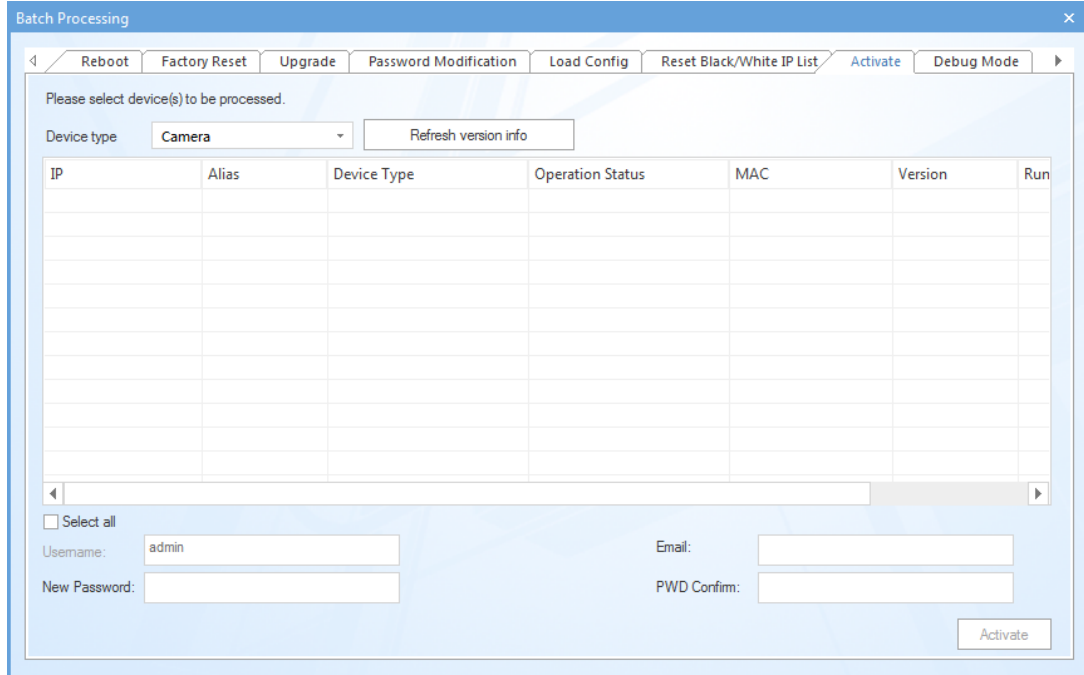 Batch Processing
Reboot Factory Reset Upgrade Password Modification Load Config Reset Black/White IP List Activate Debug Mode
Please select device(s) to be processed.
Device type Camera Refresh version info
IP Alias Device Type Operation Status MAC Version Run
Select all
Username: admin Email:
New Password: PWD Confirm:
Activate